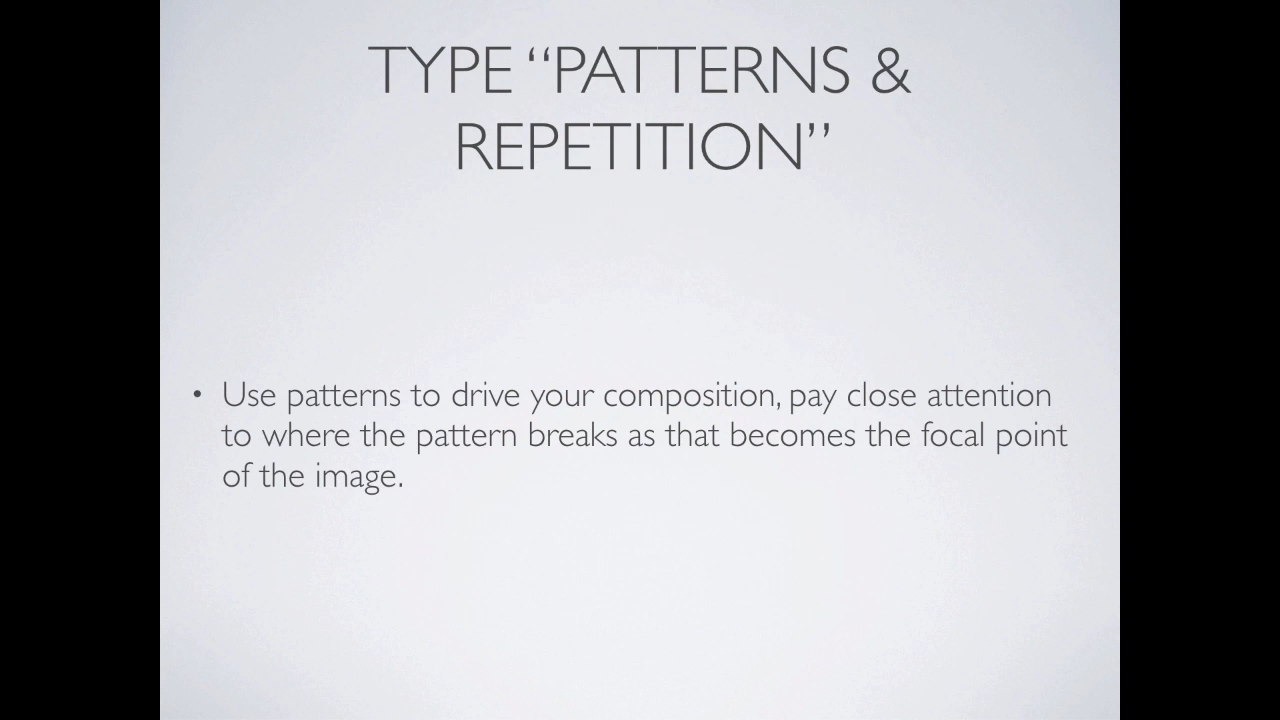 TYPE “PATTERNS &
REPETITION”
• Use patterns to drive your composition, pay close attention
to where the pattern breaks as that becomes the focal point
of the image.